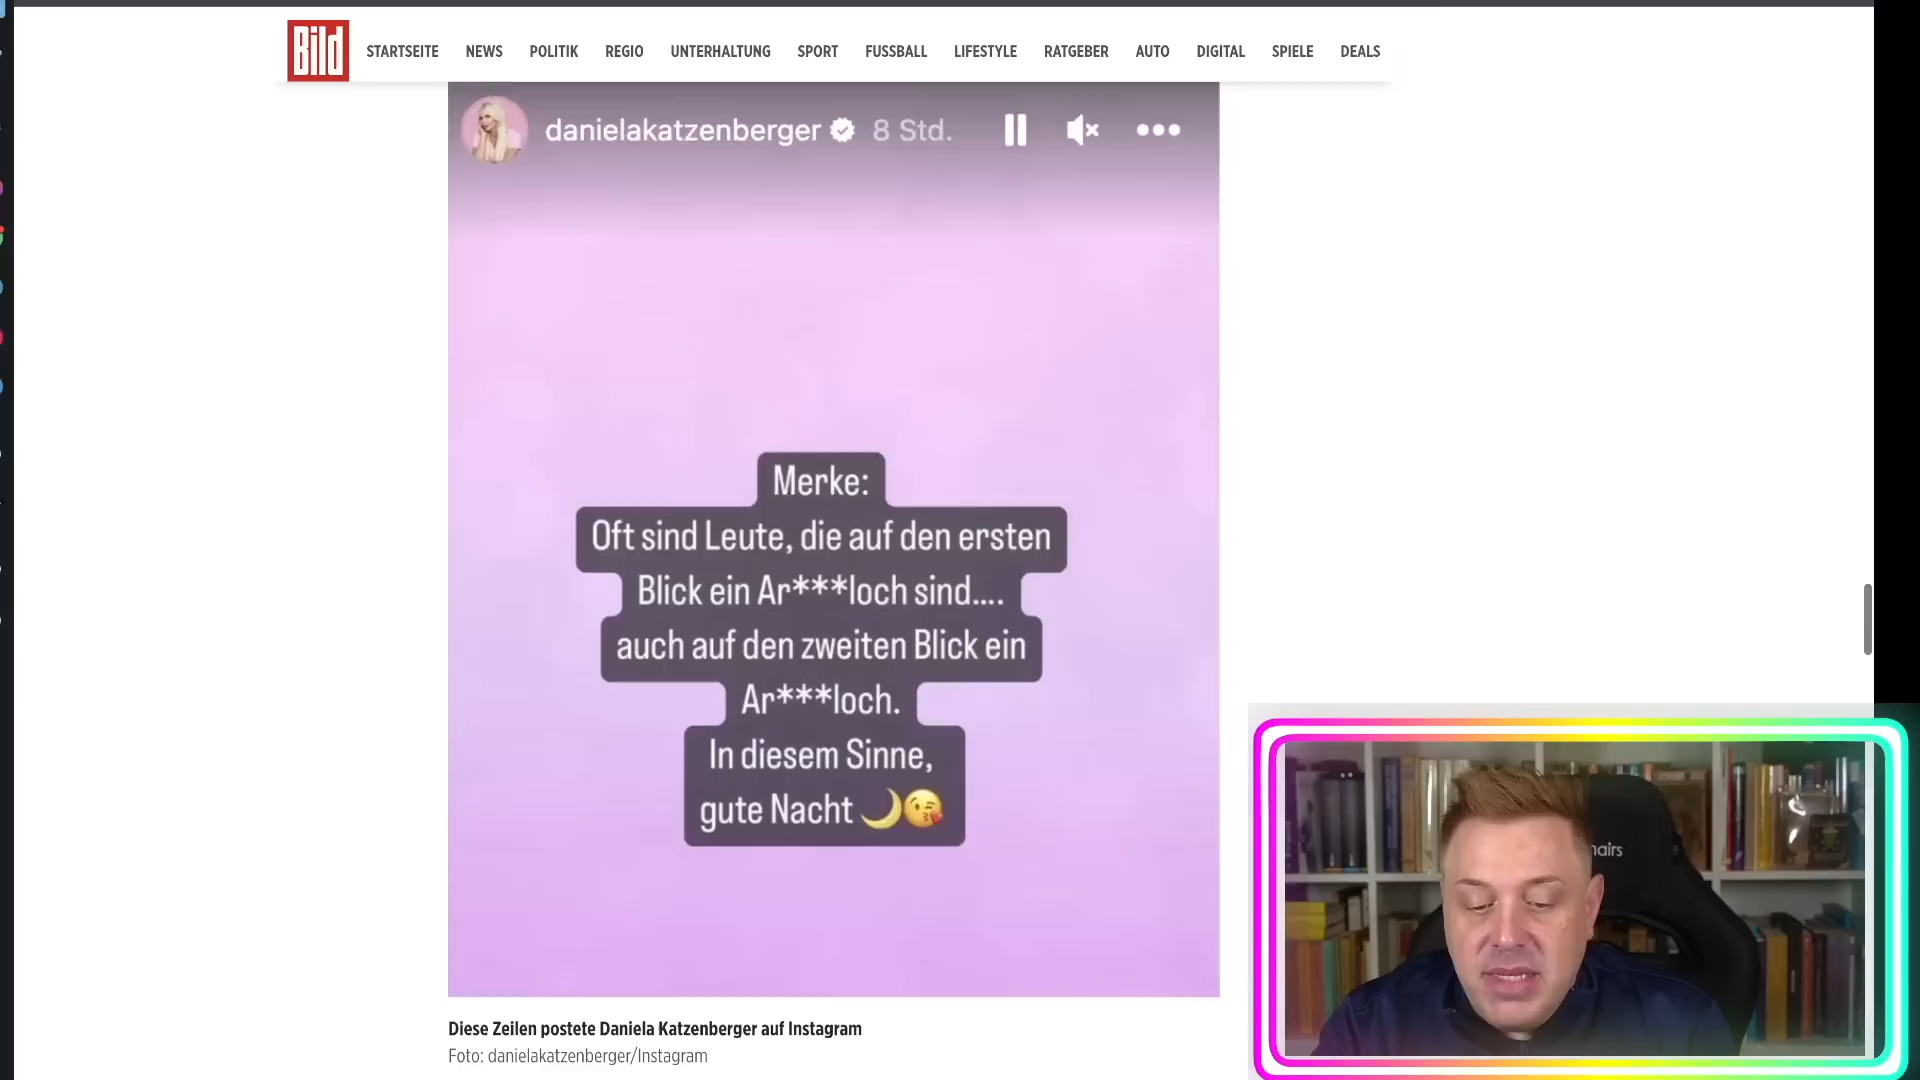 Bild
STARTSEITE NEWS POLITIK REGIO UNTERHALTUNG SPORT FUSSBALL LIFESTYLE RATGEBER AUTO DIGITAL SPIELE DEALS
danielakatzenberger 8 Std.
Merke:
Oft sind Leute, die auf den ersten
Blick ein Ar***loch sind....
auch auf den zweiten Blick ein
Ar***loch.
In diesem Sinne,
gute Nacht 🌙😘
Diese Zeilen postete Daniela Katzenberger auf Instagram
Foto: danielakatzenberger/Instagram